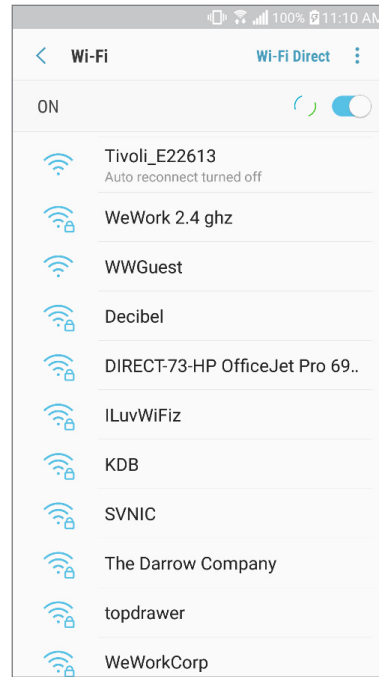 100% 11:10 AM
Wi-Fi Wi-Fi Direct
ON
Tivoli_E22613
Auto reconnect turned off
WeWork 2.4 ghz
WWGuest
Decibel
DIRECT-73-HP OfficeJet Pro 69..
ILuvWiFiz
KDB
SVNIC
The Darrow Company
topdrawer
WeWorkCorp